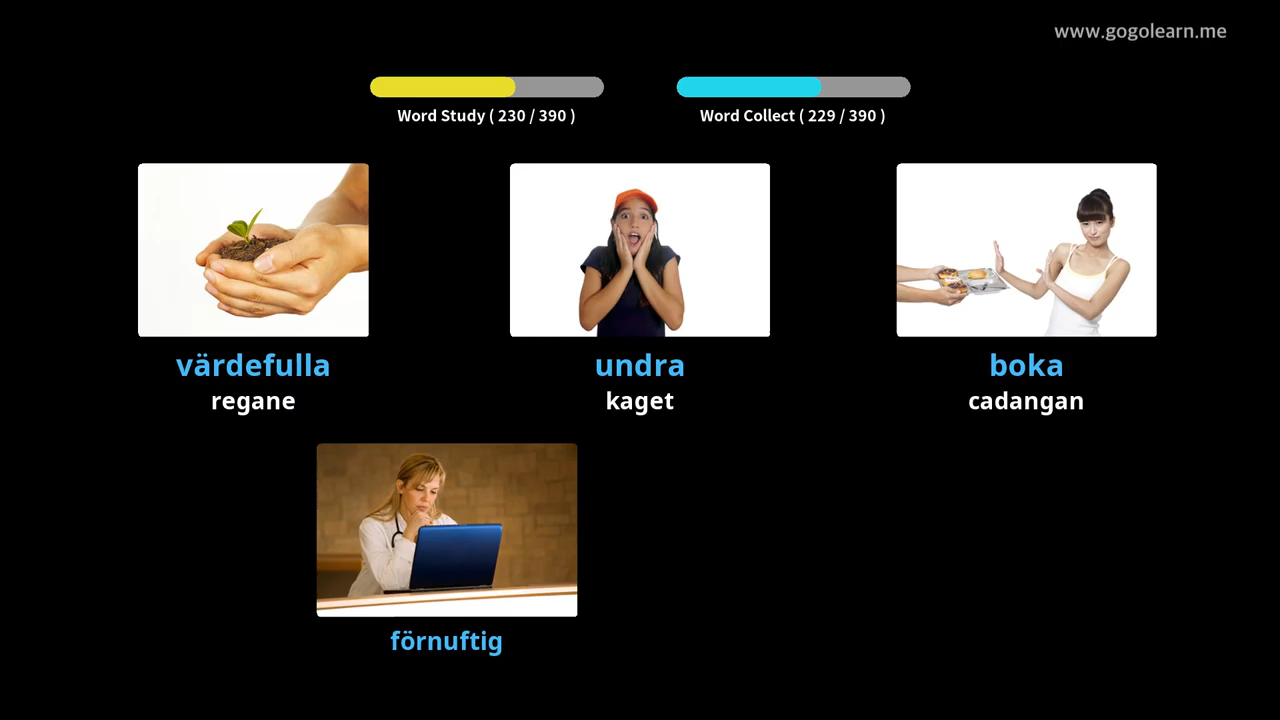 www.gogolearn.me
Word Study ( 230 / 390 )
Word Collect ( 229 / 390 )
värdefulla
regane
undra
kaget
boka
cadangan
förnuftig